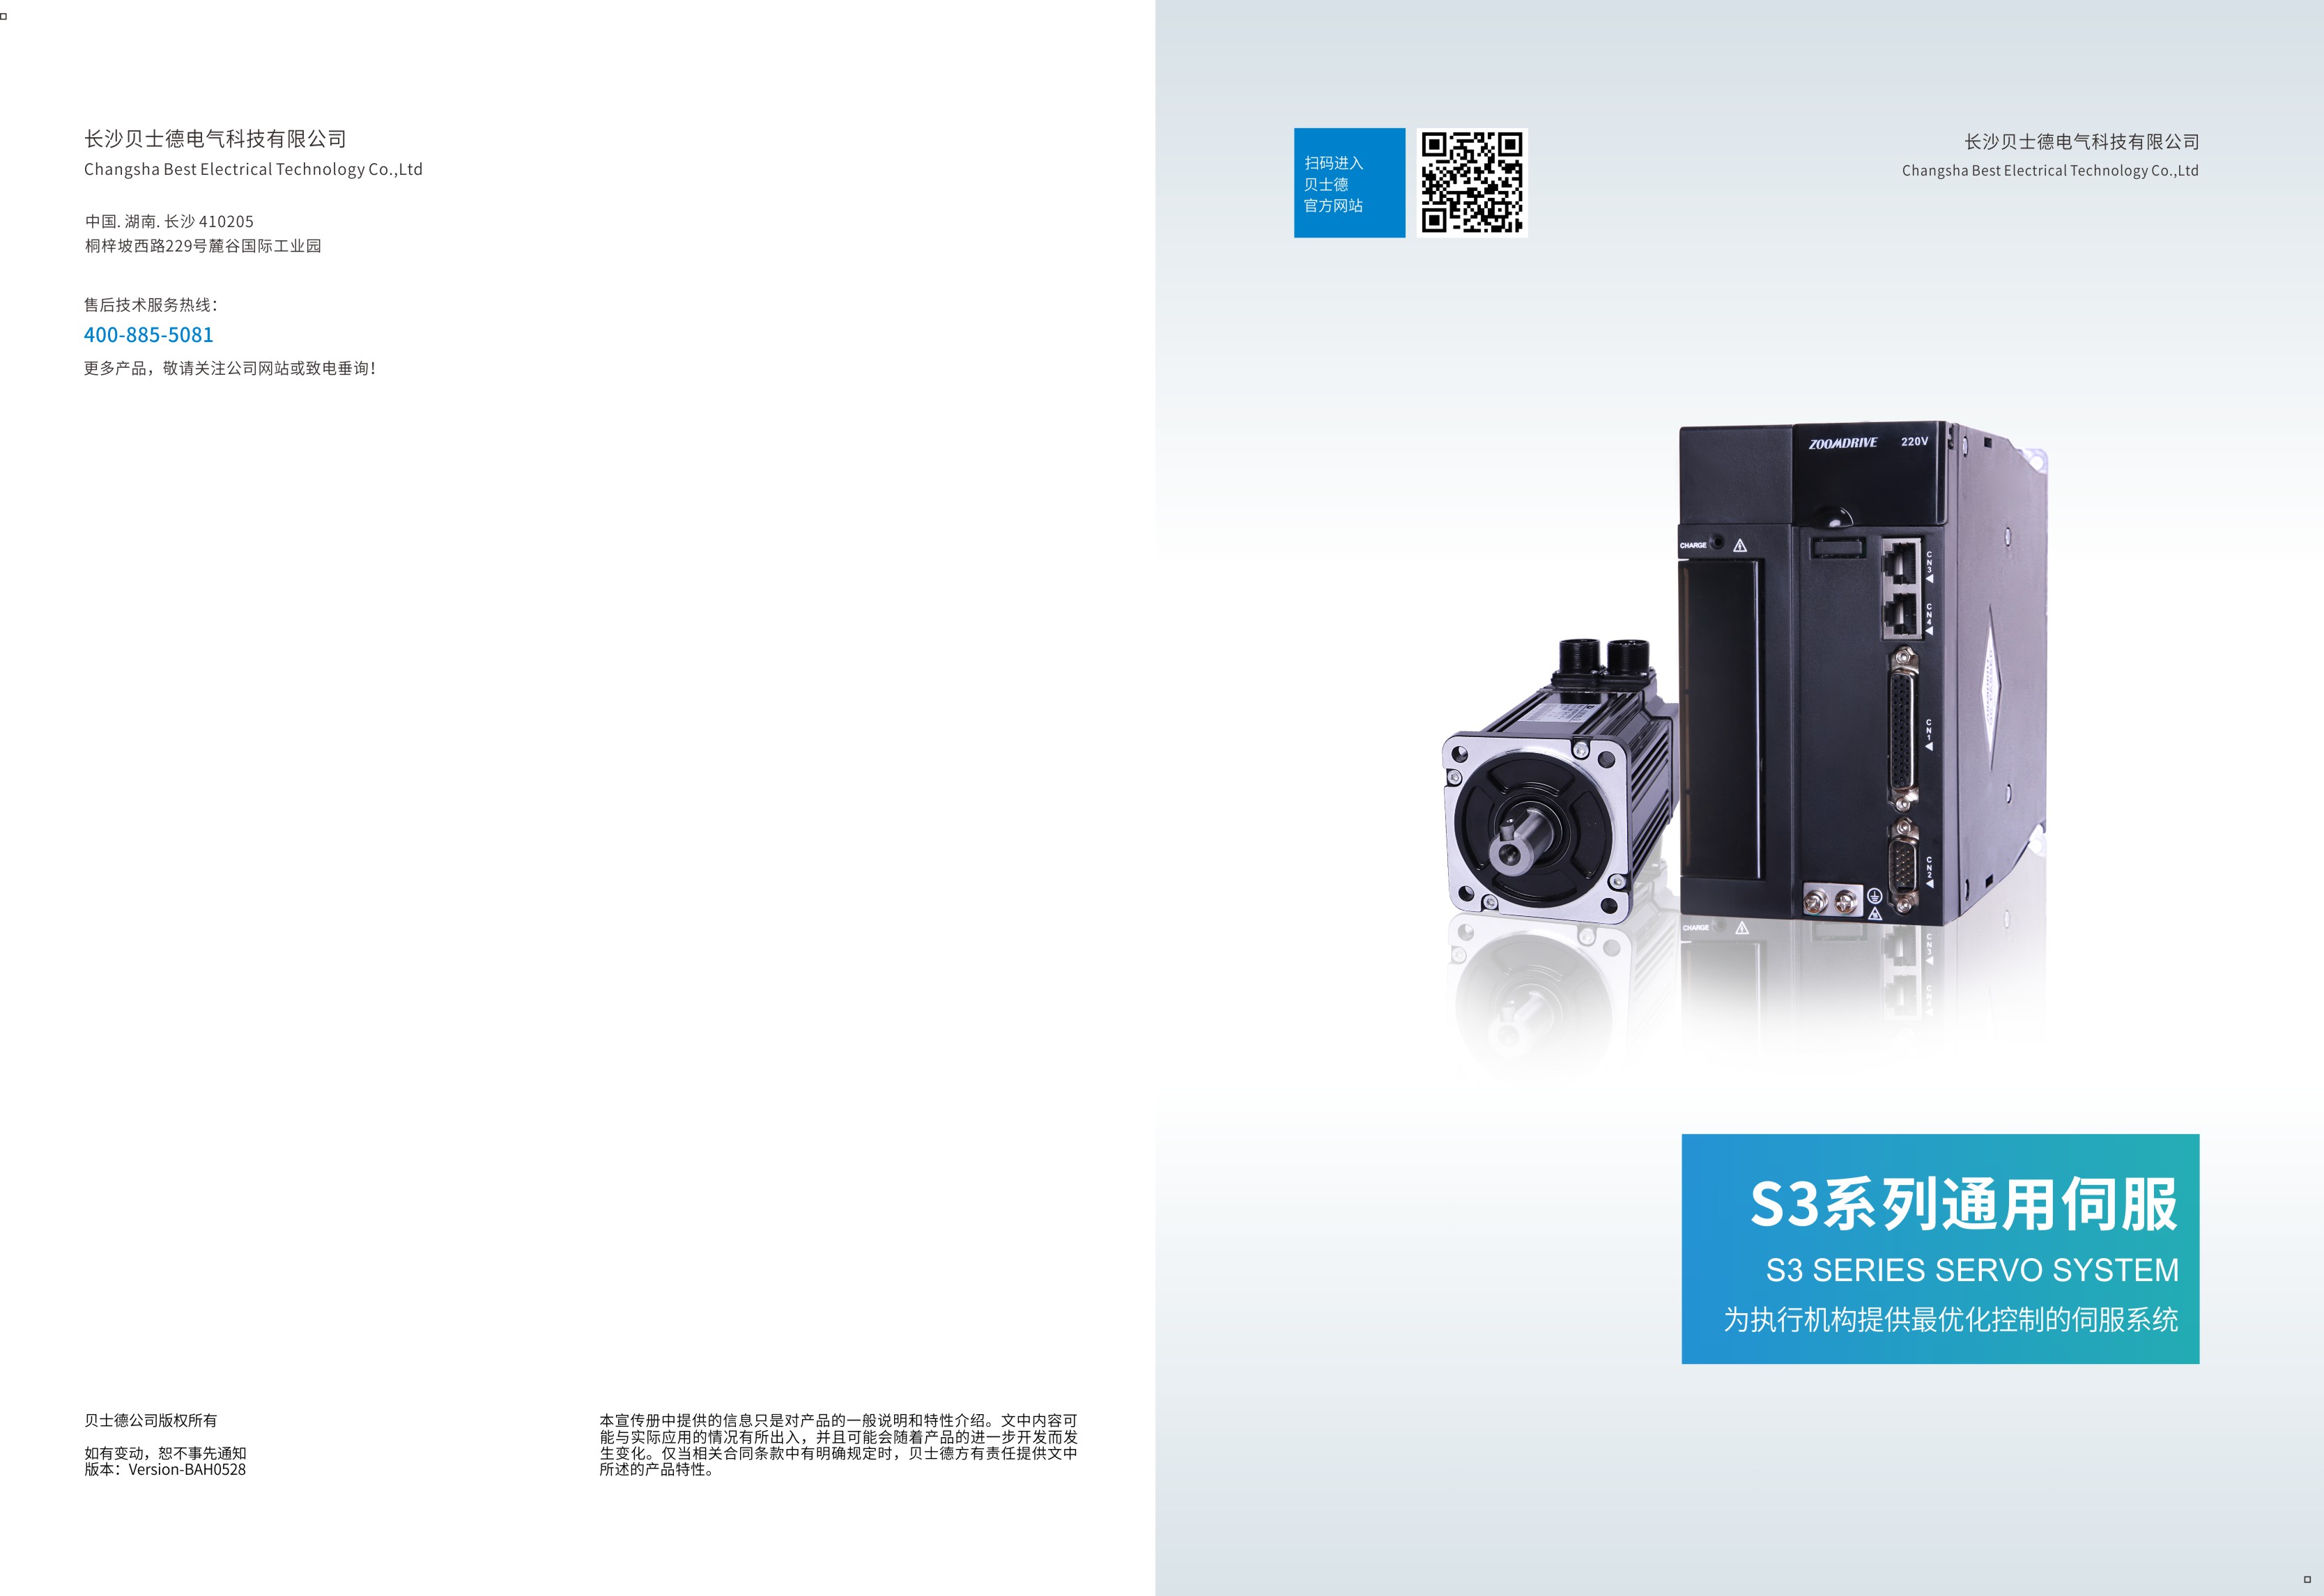 长沙贝士德电气科技有限公司
Changsha Best Electrical Technology Co.,Ltd
中国. 湖南. 长沙 410205
桐梓坡西路229号麓谷国际工业园
售后技术服务热线：
400-885-5081
更多产品，敬请关注公司网站或致电垂询！
贝士德公司版权所有
如有变动，恕不事先通知
版本：Version-BAH0528
本宣传册中提供的信息只是对产品的一般说明和特性介绍。文中内容可
能与实际应用的情况有所出入，并且可能会随着产品的进一步开发而发
生变化。仅当相关合同条款中有明确规定时，贝士德方有责任提供文中
所述的产品特性。
扫码进入
贝士德
官方网站
长沙贝士德电气科技有限公司
Changsha Best Electrical Technology Co.,Ltd
ZOOMDRIVE 220V
CHARGE
CN3
CN4
CN1
CN2
CHARGE
S3系列通用伺服
S3 SERIES SERVO SYSTEM
为执行机构提供最优化控制的伺服系统